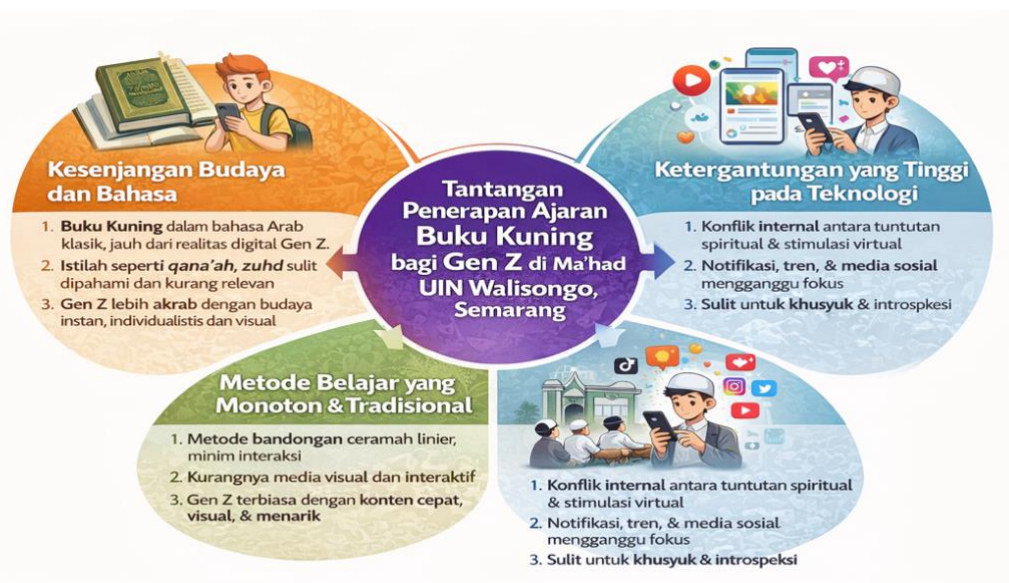 Kesenjangan Budaya
dan Bahasa
1. Buku Kuning dalam bahasa Arab
klasik, jauh dari realitas digital Gen Z.
2. Istilah seperti qana'ah, zuhd sulit
dipahami dan kurang relevan
3. Gen Z lebih akrab dengan budaya
instan, individualistis dan visual
Tantangan
Penerapan Ajaran
Buku Kuning
bagi Gen Z di Ma'had
UIN Walisongo,
Semarang
Ketergantungan yang Tinggi
pada Teknologi
1. Konflik internal antara tuntutan
spiritual & stimulasi virtual
2. Notifikasi, tren, & media sosial
mengganggu fokus
3. Sulit untuk khusyuk & introspkesi
Metode Belajar yang
Monoton & Tradisional
1. Metode bandongan ceramah linier,
minim interaksi
2. Kurangnya media visual dan interaktif
3. Gen Z terbiasa dengan konten cepat,
visual, & menarik
1. Konflik internal antara tuntutan spiritual
& stimulasi virtual
2. Notifikasi, tren, & media sosial
mengganggu fokus
3. Sulit untuk khusyuk & introspeksi